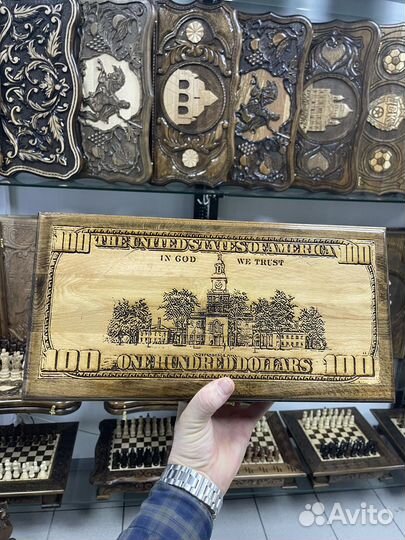 100 THE UNITED STATES OF AMERICA 100
IN GOD WE TRUST
100 ONE HUNDRED DOLLARS 100
Avito